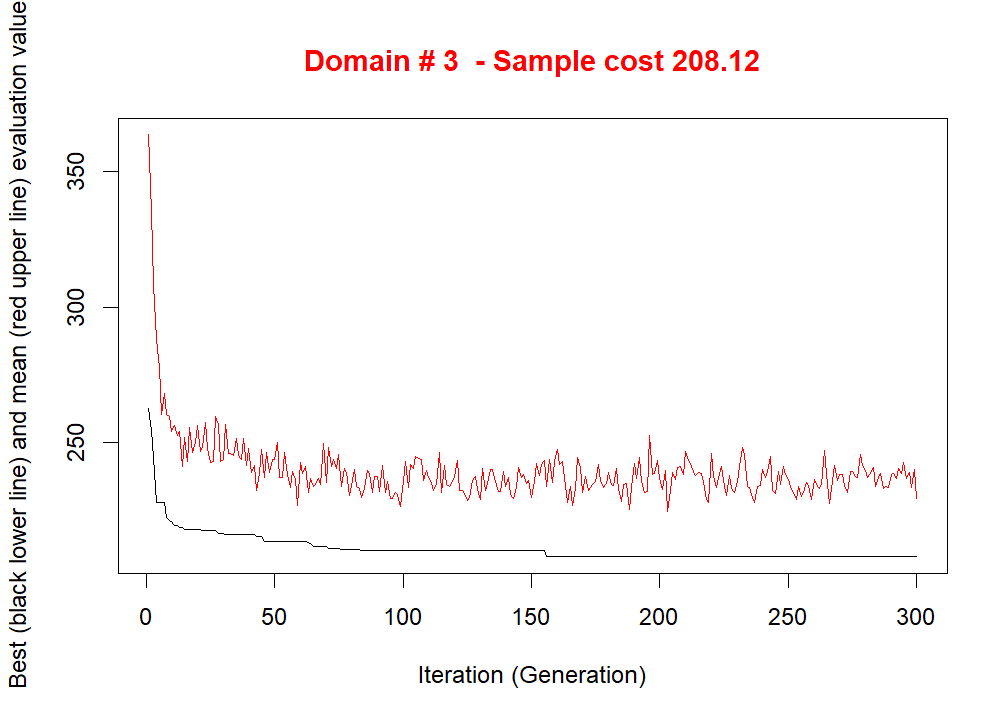 Domain # 3  - Sample cost 208.12
Best (black lower line) and mean (red upper line) evaluation value
350
300
250
0 50 100 150 200 250 300
Iteration (Generation)